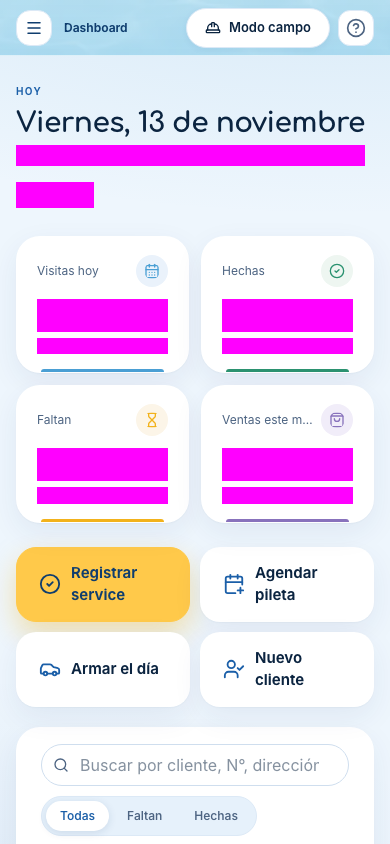 Dashboard
Modo campo
HOY
Viernes, 13 de noviembre
Visitas hoy
Hechas
Faltan
Ventas este m...
Registrar
service
Agendar
pileta
Armar el día
Nuevo
cliente
Buscar por cliente, N°, direcciór
Todas
Faltan
Hechas